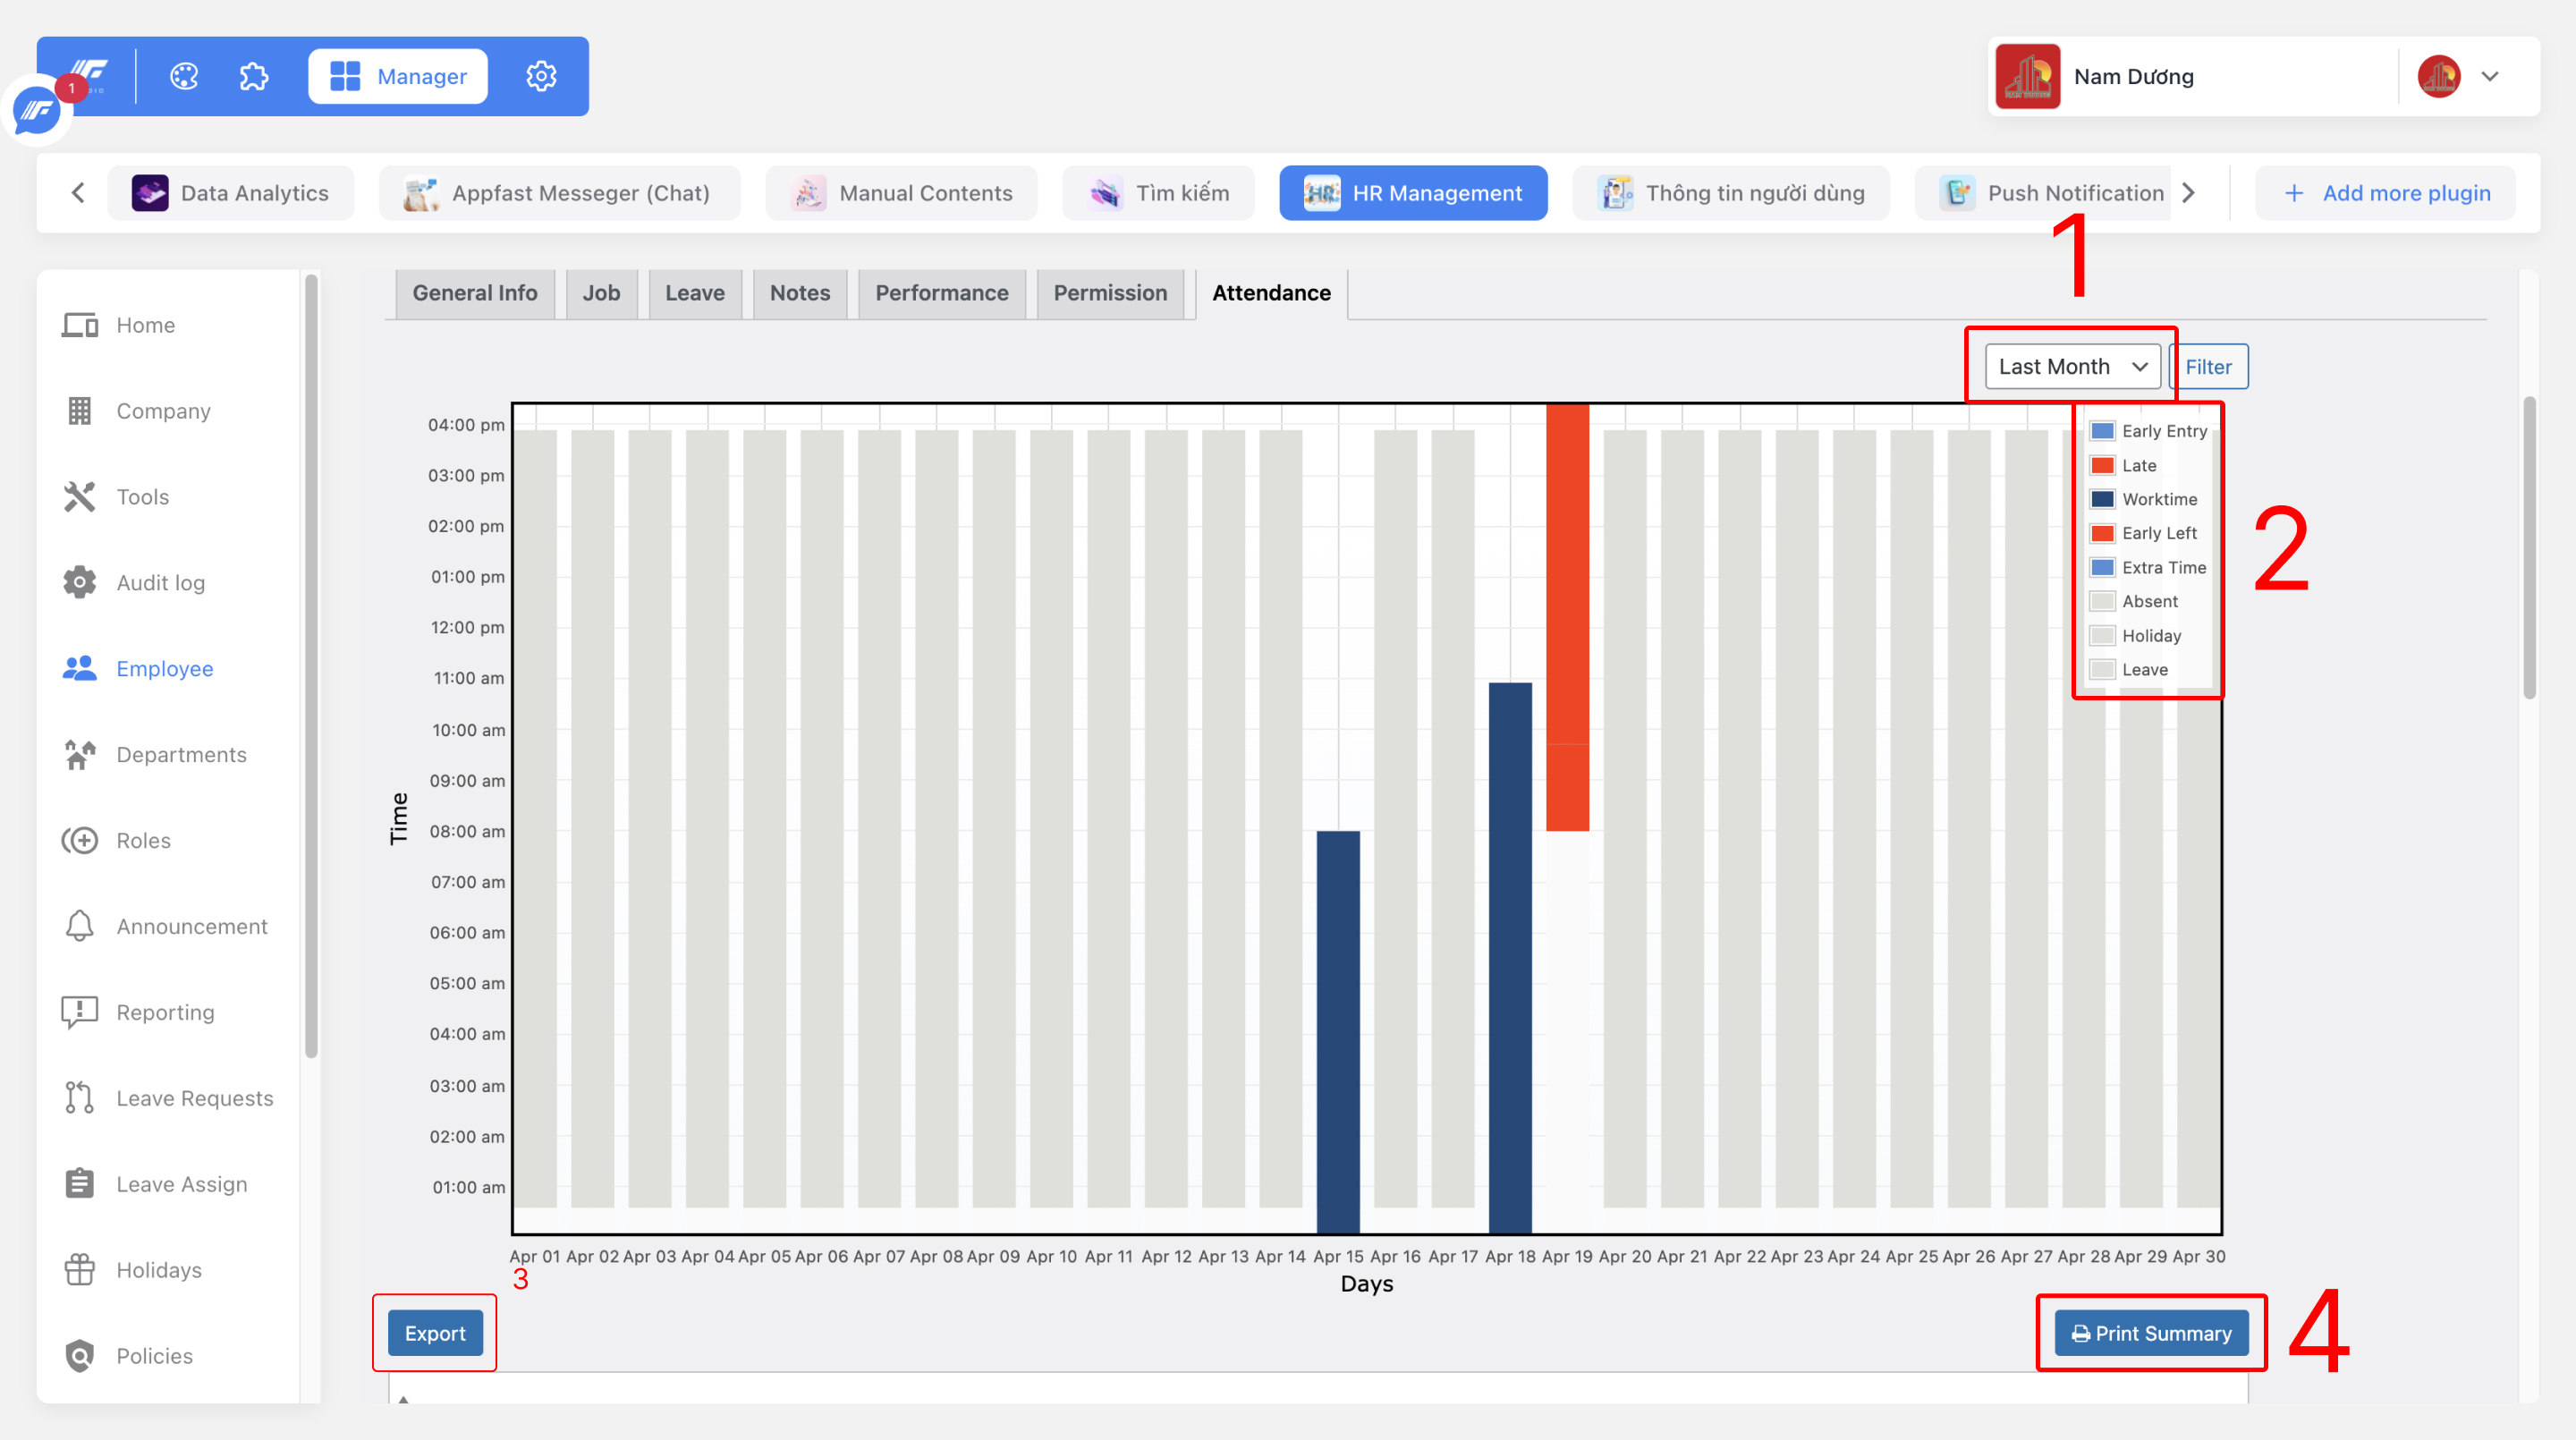 Manager
Nam Dương
1
Data Analytics
Appfast Messeger (Chat)
Manual Contents
Tìm kiếm
HR Management
Thông tin người dùng
Push Notification
+ Add more plugin
1
Home
Company
Tools
Audit log
Employee
Departments
Roles
Announcement
Reporting
Leave Requests
Leave Assign
Holidays
Policies
General Info
Job
Leave
Notes
Performance
Permission
Attendance
Last Month
Filter
04:00 pm
03:00 pm
02:00 pm
01:00 pm
12:00 pm
11:00 am
10:00 am
09:00 am
08:00 am
07:00 am
06:00 am
05:00 am
04:00 am
03:00 am
02:00 am
01:00 am
Time
Early Entry
Late
Worktime
Early Left
Extra Time
Absent
Holiday
Leave
2
Apr 01 Apr 02 Apr 03 Apr 04 Apr 05 Apr 06 Apr 07 Apr 08 Apr 09 Apr 10 Apr 11 Apr 12 Apr 13 Apr 14 Apr 15 Apr 16 Apr 17 Apr 18 Apr 19 Apr 20 Apr 21 Apr 22 Apr 23 Apr 24 Apr 25 Apr 26 Apr 27 Apr 28 Apr 29 Apr 30
Days
3
Export
Print Summary
4